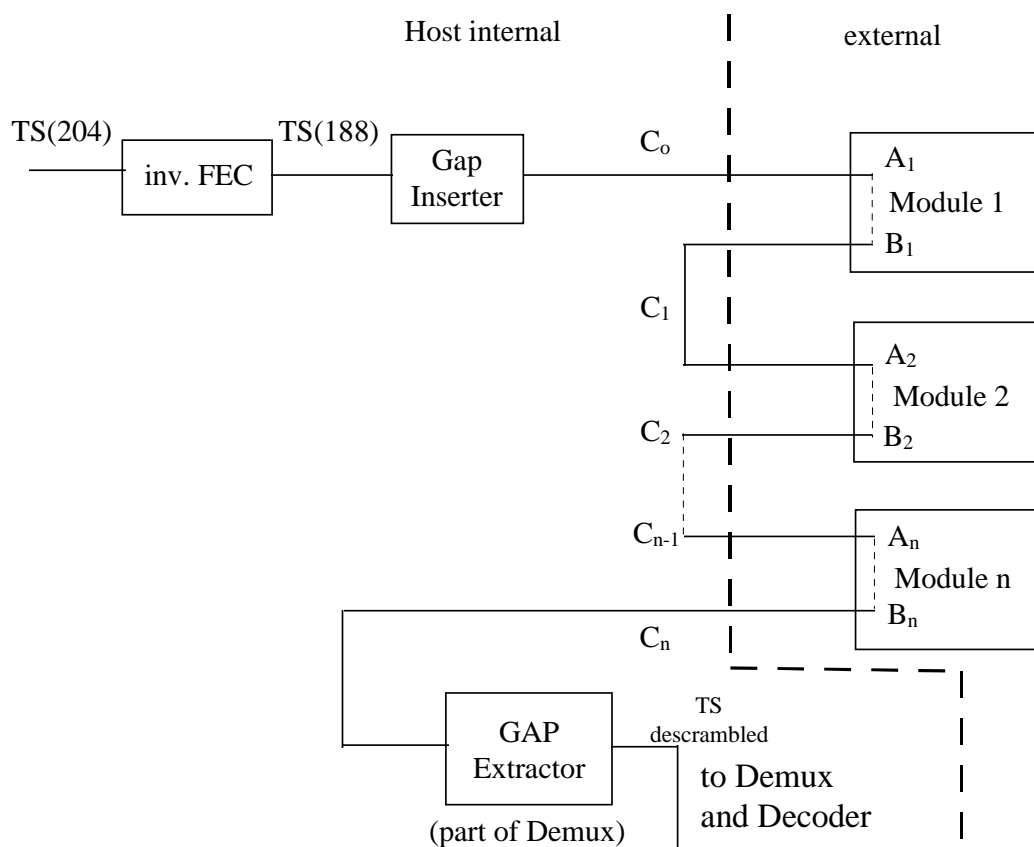 Host internal
external
TS(204)
inv. FEC
TS(188)
Gap
Inserter
Co
A1
Module 1
B1
C1
A2
Module 2
B2
C2
Cn-1
An
Module n
Bn
Cn
GAP
Extractor
(part of Demux)
TS
descrambled
to Demux
and Decoder